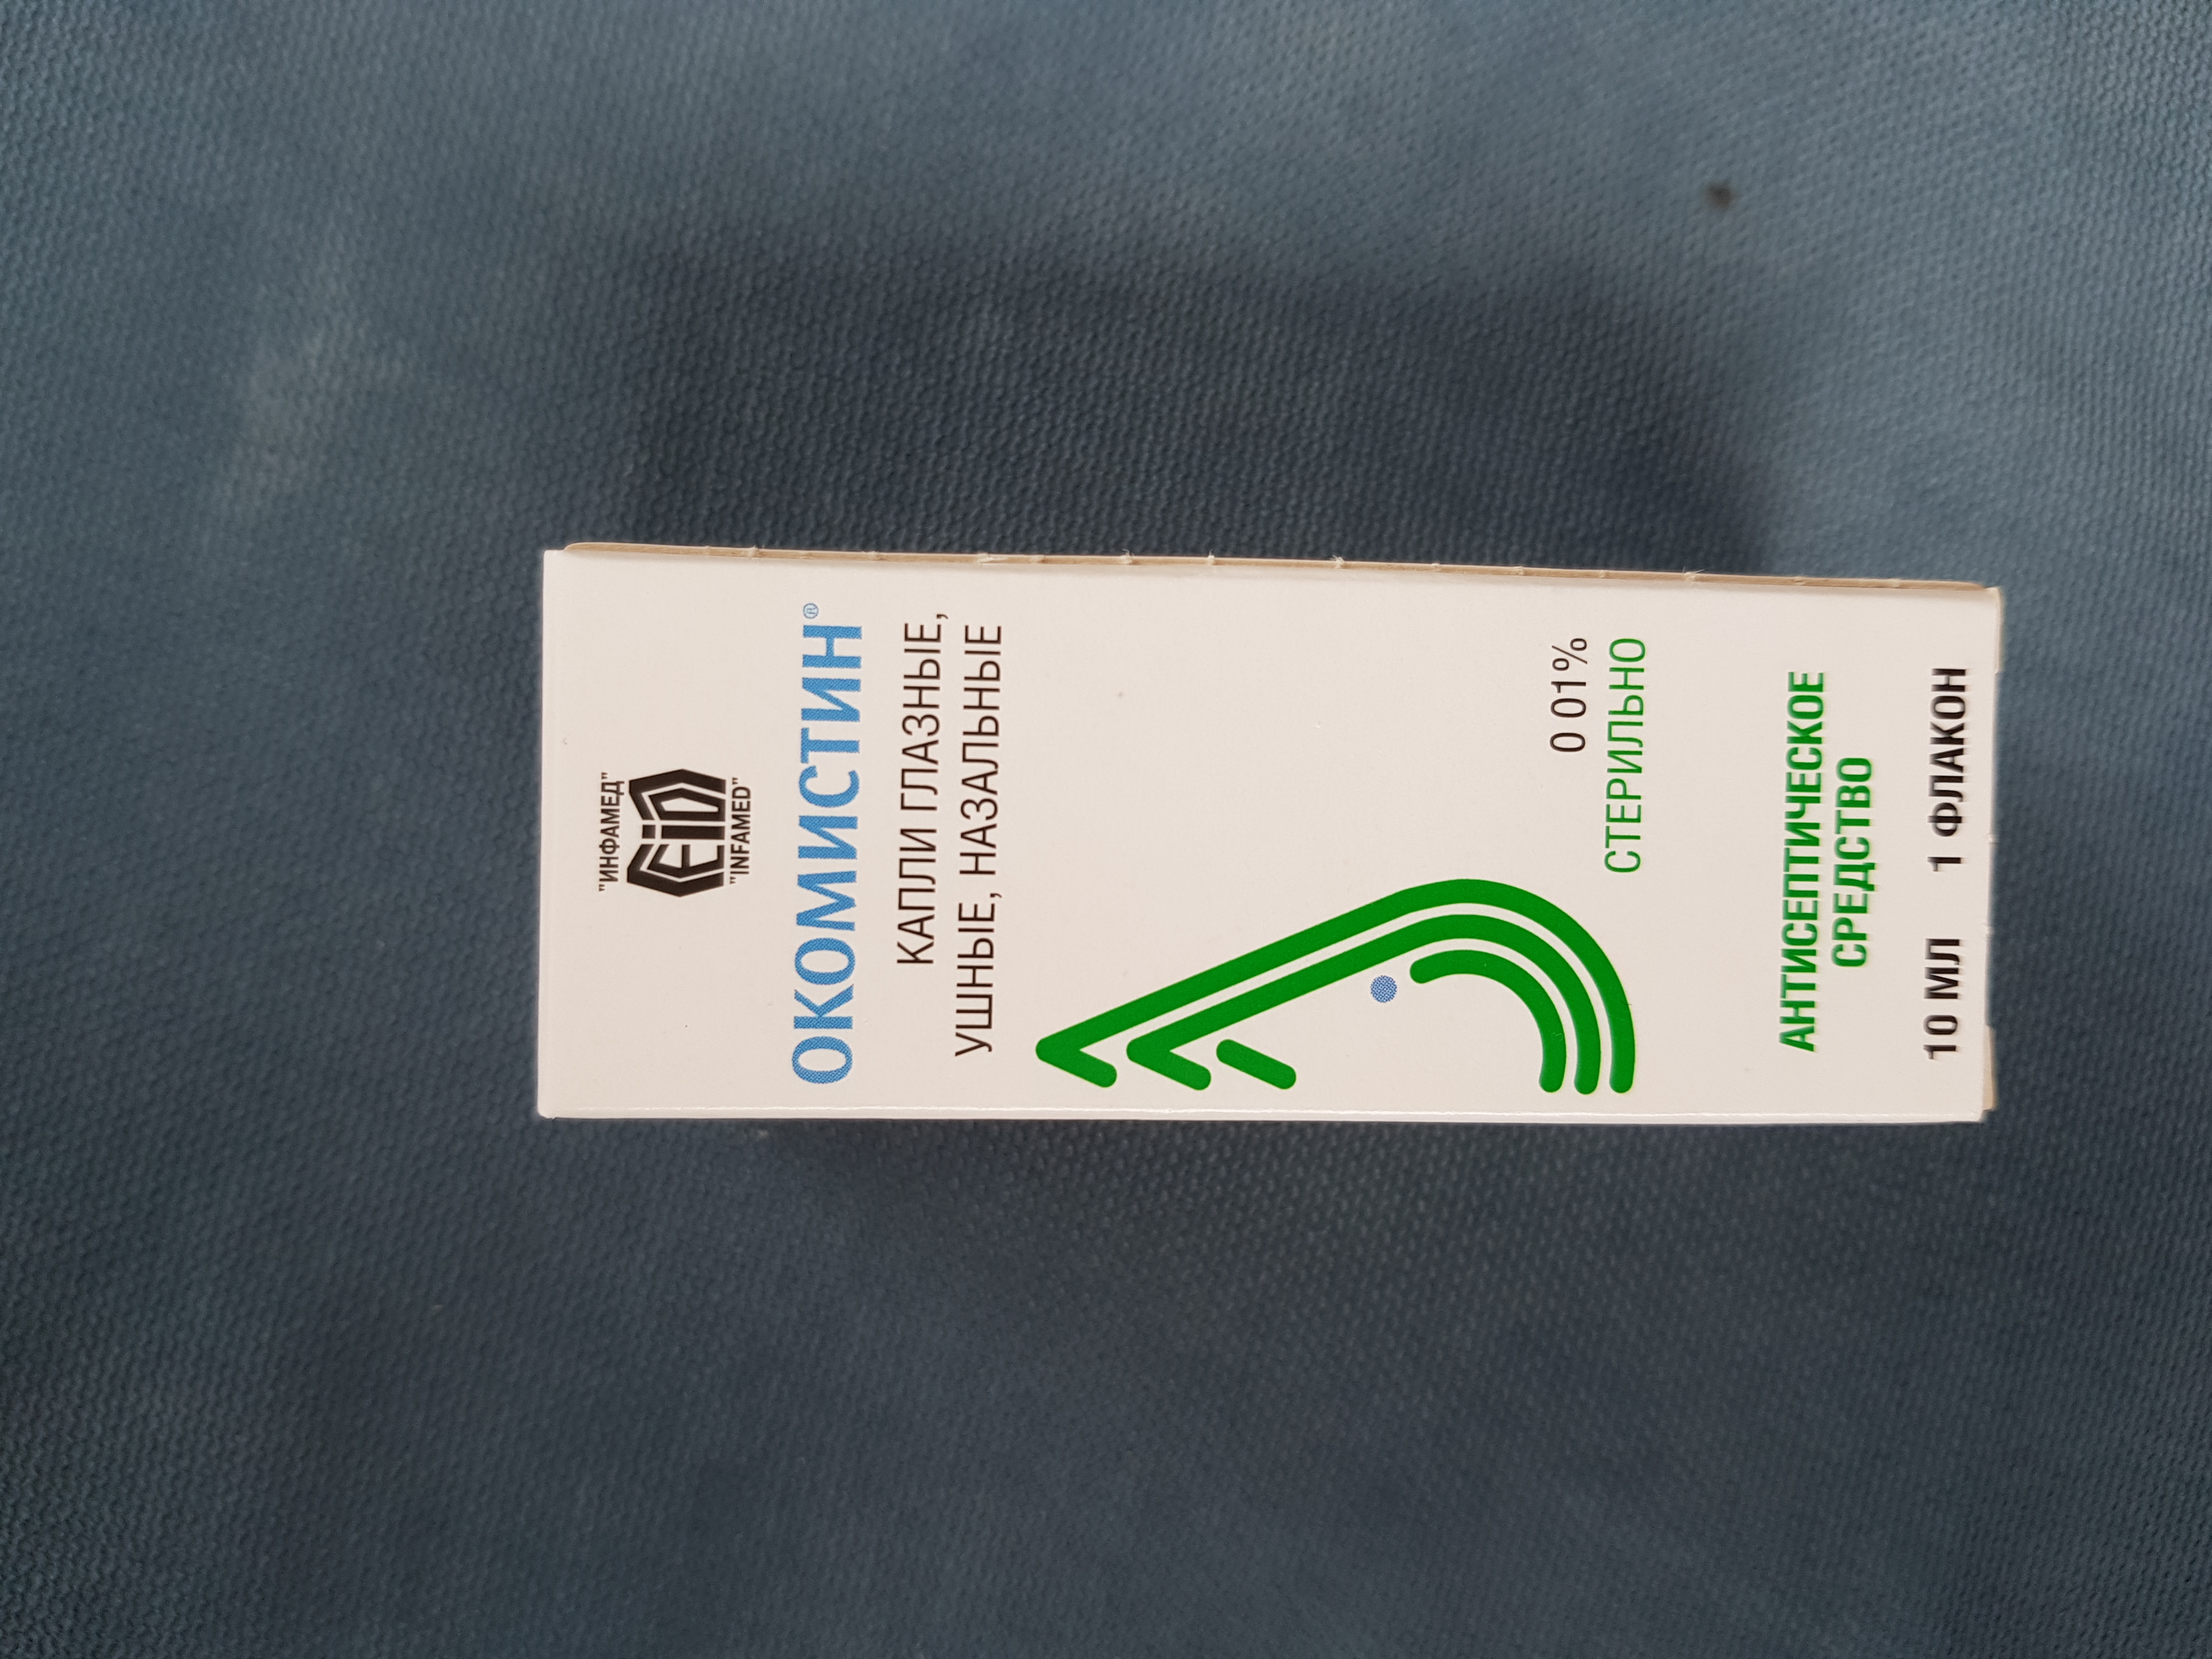 "ИНФАМЕД"
"INFAMED"
ОКОМИСТИН®
КАПЛИ ГЛАЗНЫЕ,
УШНЫЕ, НАЗАЛЬНЫЕ
0 01%
СТЕРИЛЬНО
АНТИСЕПТИЧЕСКОЕ
СРЕДСТВО
10 МЛ 1 ФЛАКОН